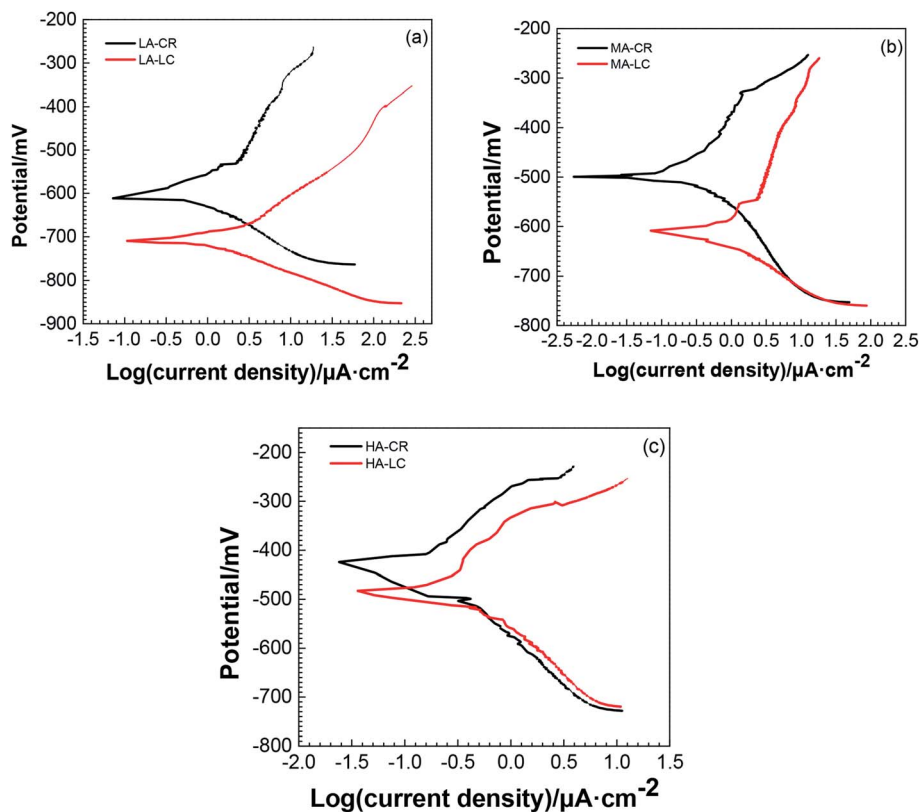 (a)
LA-CR
LA-LC
-200
-300
-400
-500
-600
-700
-800
-900
Potential/mV
-1.5 -1.0 -0.5 0.0 0.5 1.0 1.5 2.0 2.5
Log(current density)/μA·cm-2
(b)
MA-CR
MA-LC
-200
-300
-400
-500
-600
-700
-800
Potential/mV
-2.5 -2.0 -1.5 -1.0 -0.5 0.0 0.5 1.0 1.5 2.0 2.5
Log(current density)/μA·cm-2
(c)
HA-CR
HA-LC
-200
-300
-400
-500
-600
-700
-800
Potential/mV
-2.0 -1.5 -1.0 -0.5 0.0 0.5 1.0 1.5
Log(current density)/μA·cm-2